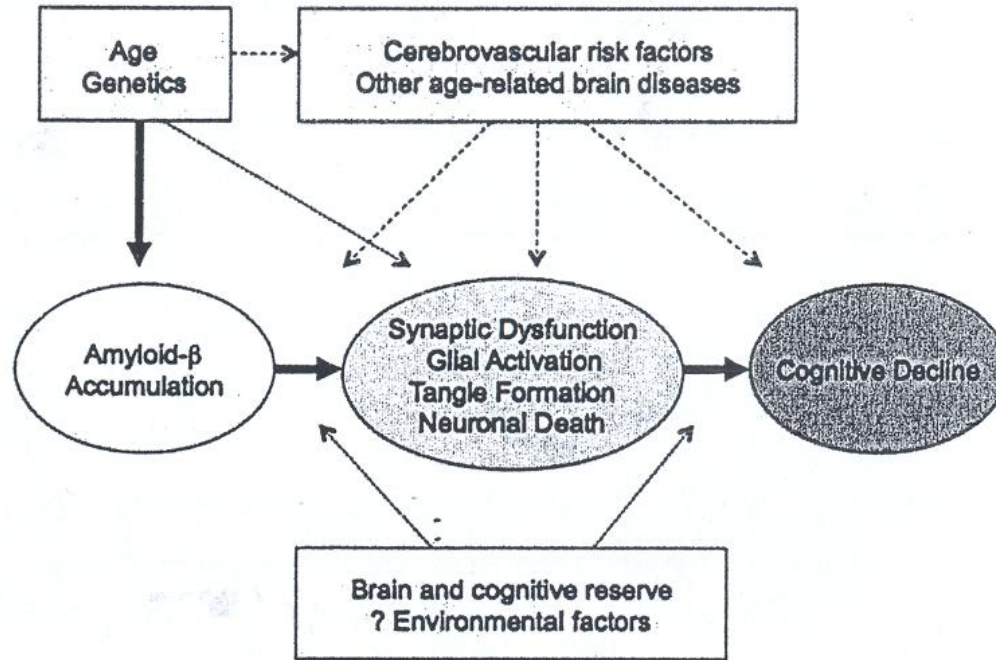 Age
Genetics
Cerebrovascular risk factors
Other age-related brain diseases
Amyloid-β
Accumulation
Synaptic Dysfunction
Glial Activation
Tangle Formation
Neuronal Death
Cognitive Decline
Brain and cognitive reserve
? Environmental factors